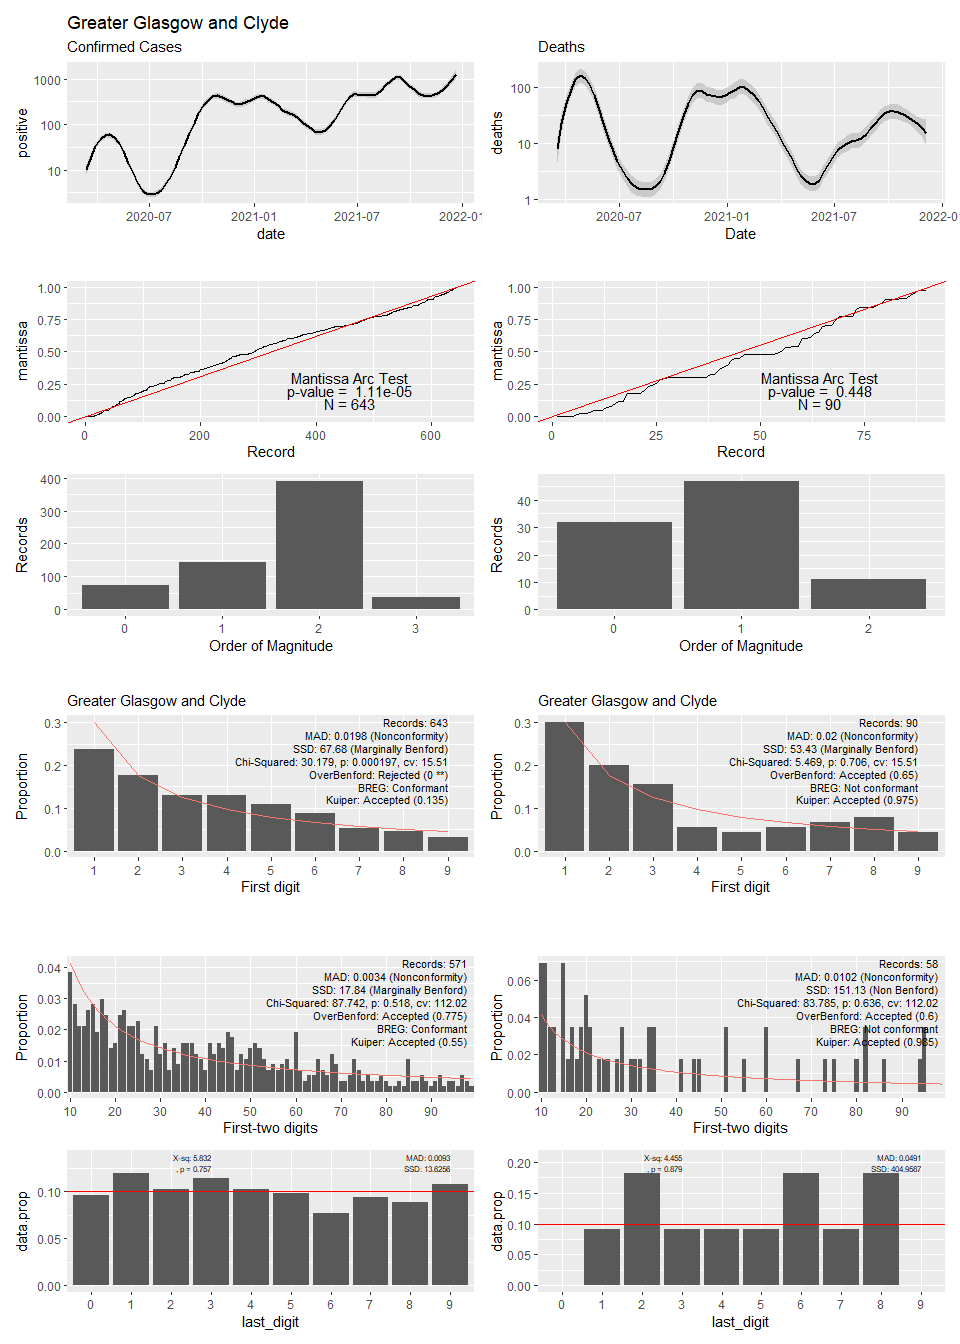 Greater Glasgow and Clyde
Confirmed Cases
1000
100
10
positive
2020-07 2021-01 2021-07 2022-01
date
Deaths
100
10
1
deaths
2020-07 2021-01 2021-07 2022-01
Date
1.00
0.75
0.50
0.25
0.00
mantissa
Mantissa Arc Test
p-value = 1.11e-05
N = 643
0 200 400 600
Record
1.00
0.75
0.50
0.25
0.00
mantissa
Mantissa Arc Test
p-value = 0.448
N = 90
0 25 50 75
Record
400
300
200
100
0
Records
0 1 2 3
Order of Magnitude
40
30
20
10
0
Records
0 1 2
Order of Magnitude
Greater Glasgow and Clyde
0.3
0.2
0.1
0.0
Proportion
Records: 643
MAD: 0.0198 (Nonconformity)
SSD: 67.68 (Marginally Benford)
Chi-Squared: 30.179, p: 0.000197, cv: 15.51
OverBenford: Rejected (0 **)
BREG: Conformant
Kuiper: Accepted (0.135)
1 2 3 4 5 6 7 8 9
First digit
Greater Glasgow and Clyde
0.3
0.2
0.1
0.0
Proportion
Records: 90
MAD: 0.02 (Nonconformity)
SSD: 53.43 (Marginally Benford)
Chi-Squared: 5.469, p: 0.706, cv: 15.51
OverBenford: Accepted (0.65)
BREG: Not conformant
Kuiper: Accepted (0.975)
1 2 3 4 5 6 7 8 9
First digit
0.04
0.03
0.02
0.01
0.00
Proportion
Records: 571
MAD: 0.0034 (Nonconformity)
SSD: 17.84 (Marginally Benford)
Chi-Squared: 87.742, p: 0.518, cv: 112.02
OverBenford: Accepted (0.775)
BREG: Conformant
Kuiper: Accepted (0.55)
10 20 30 40 50 60 70 80 90
First-two digits
0.06
0.04
0.02
0.00
Proportion
Records: 58
MAD: 0.0102 (Nonconformity)
SSD: 151.13 (Non Benford)
Chi-Squared: 83.785, p: 0.636, cv: 112.02
OverBenford: Accepted (0.6)
BREG: Not conformant
Kuiper: Accepted (0.985)
10 20 30 40 50 60 70 80 90
First-two digits
0.10
0.05
0.00
data.prop
X-sq: 5.832
, p = 0.757
MAD: 0.0093
SSD: 13.6256
0 1 2 3 4 5 6 7 8 9
last_digit
0.20
0.15
0.10
0.05
0.00
data.prop
X-sq: 4.455
, p = 0.879
MAD: 0.0491
SSD: 404.9587
0 1 2 3 4 5 6 7 8 9
last_digit